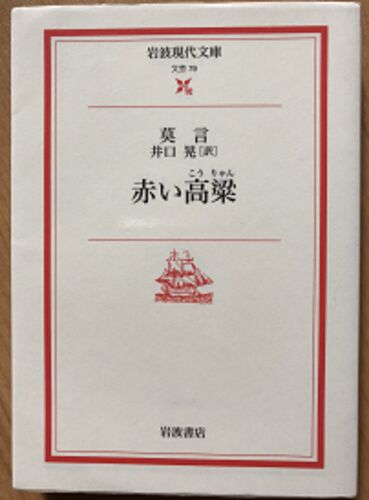 岩波現代文庫
文芸 79
莫言
井口 晃[訳]
こうりゃん
赤い高粱
岩波書店